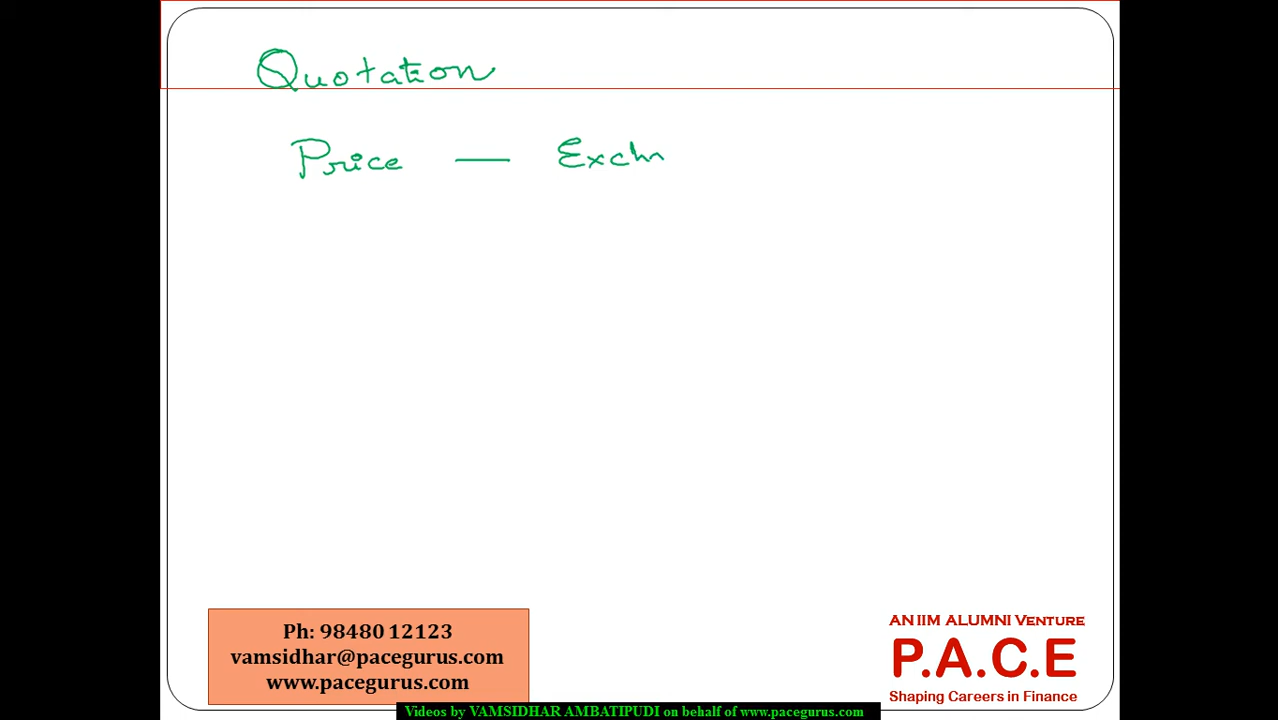 Quotation
Price — Exch
Ph: 98480 12123
vamsidhar@pacegurus.com
www.pacegurus.com
AN IIM ALUMNI VENTURE
P.A.C.E
Shaping Careers in Finance
Videos by VAMSIDHAR AMBATIPUDI on behalf of www.pacegurus.com